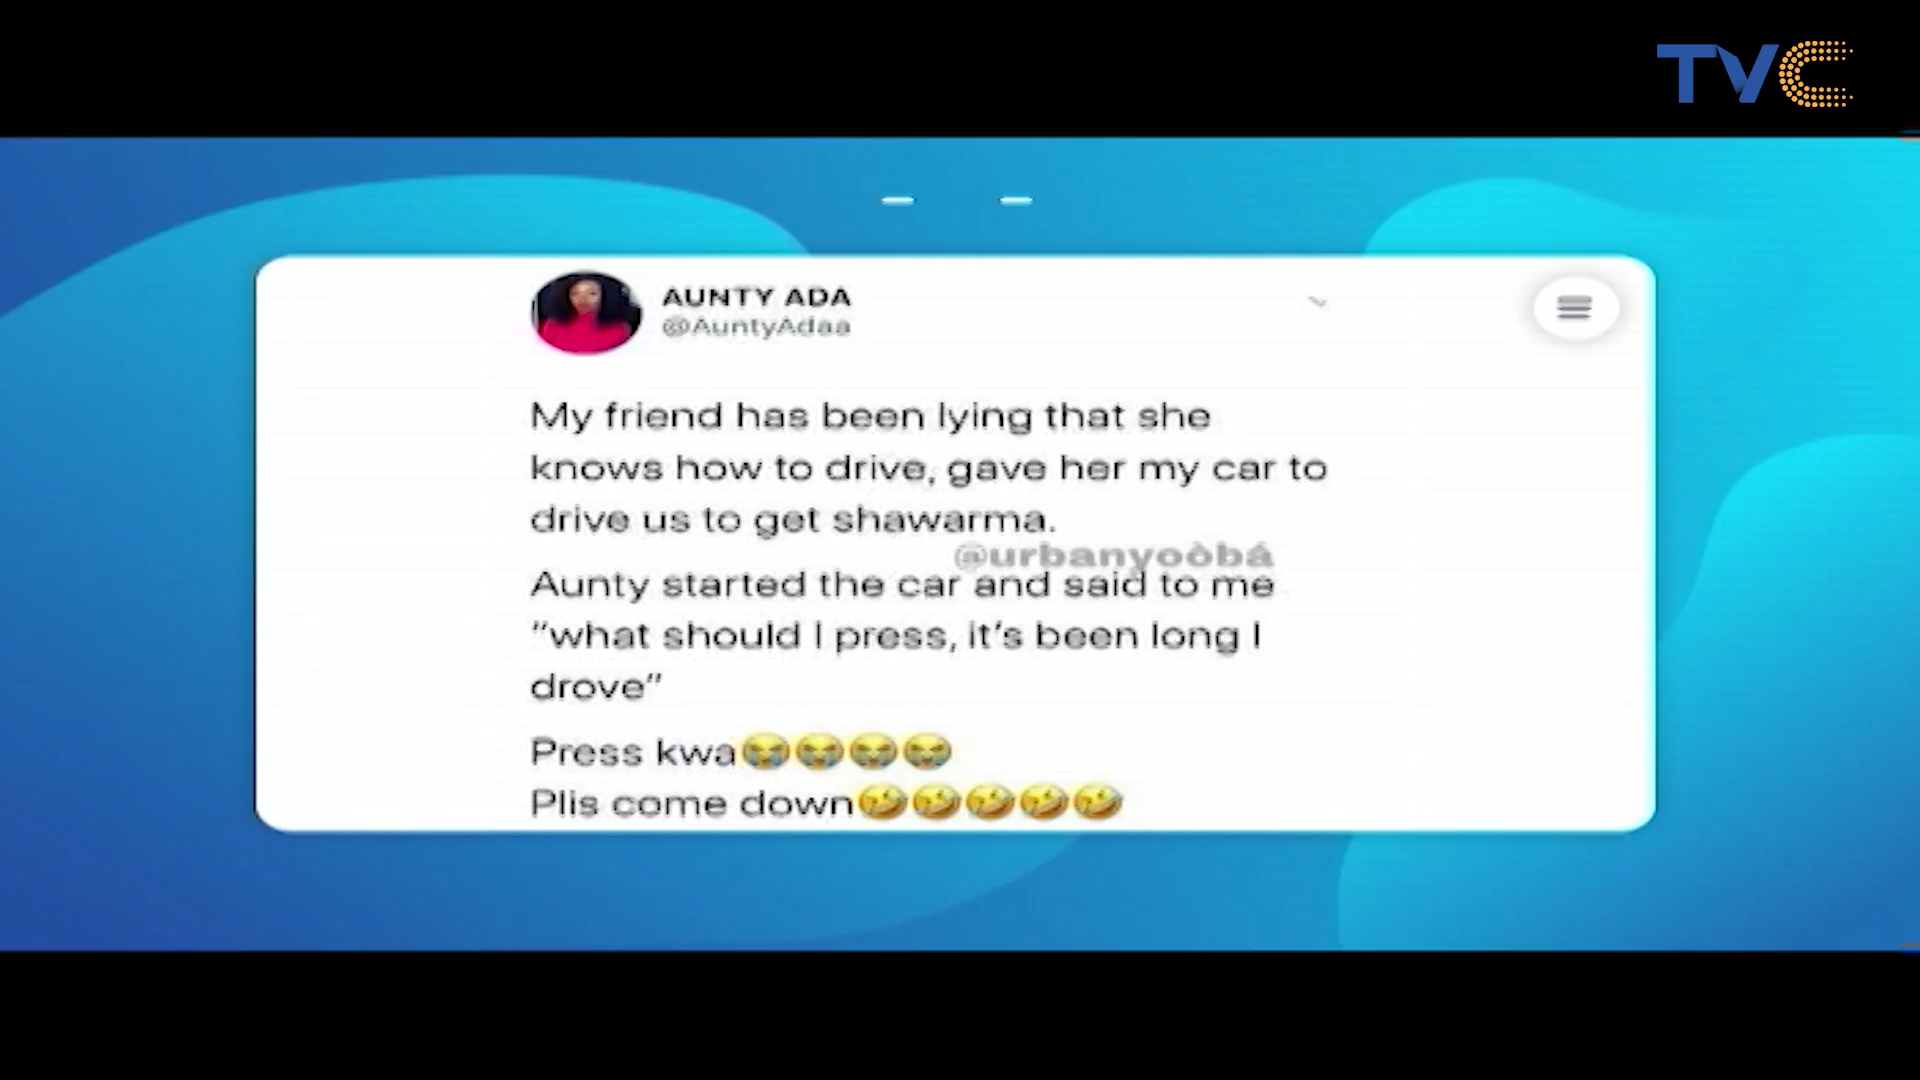 TVC
AUNTY ADA
@AuntyAdaa
My friend has been lying that she
knows how to drive, gave her my car to
drive us to get shawarma.
@urbanyoòbá
Aunty started the car and said to me
“what should I press, it’s been long I
drove”
Press kwa😭😭😭😭
Plis come down🤣🤣🤣🤣🤣